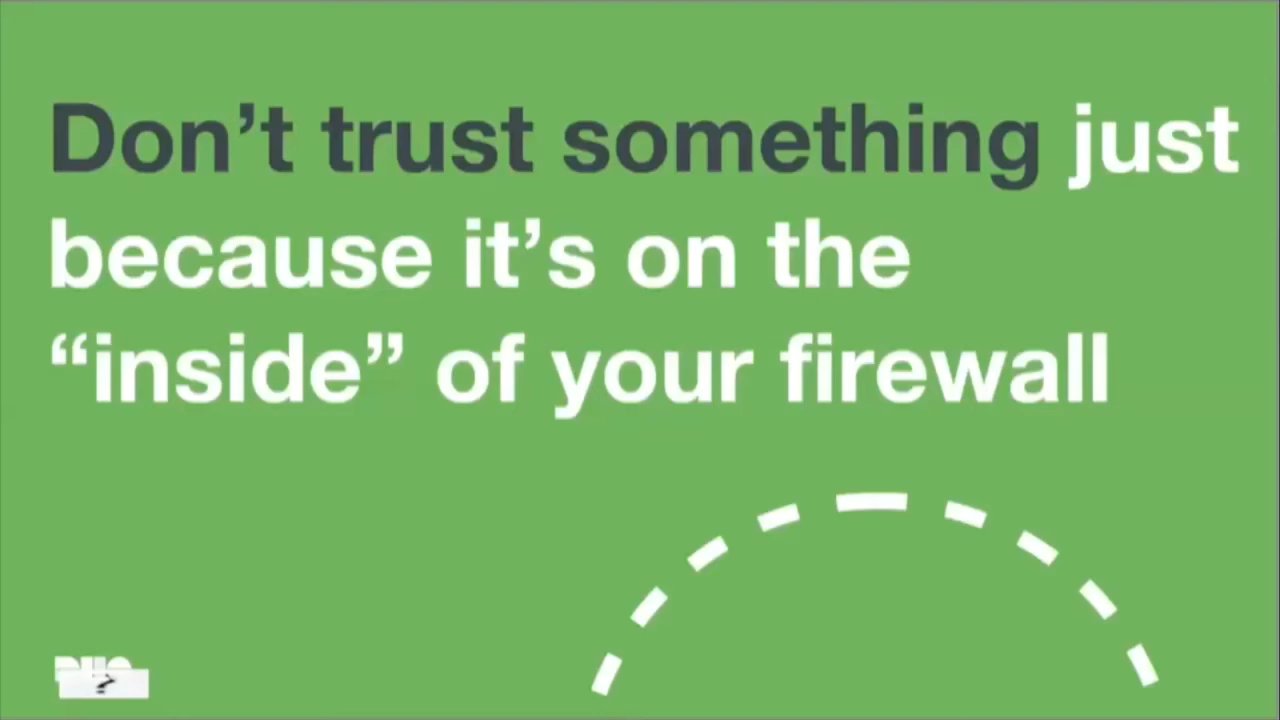 Don’t trust something just
because it’s on the
“inside” of your firewall
?